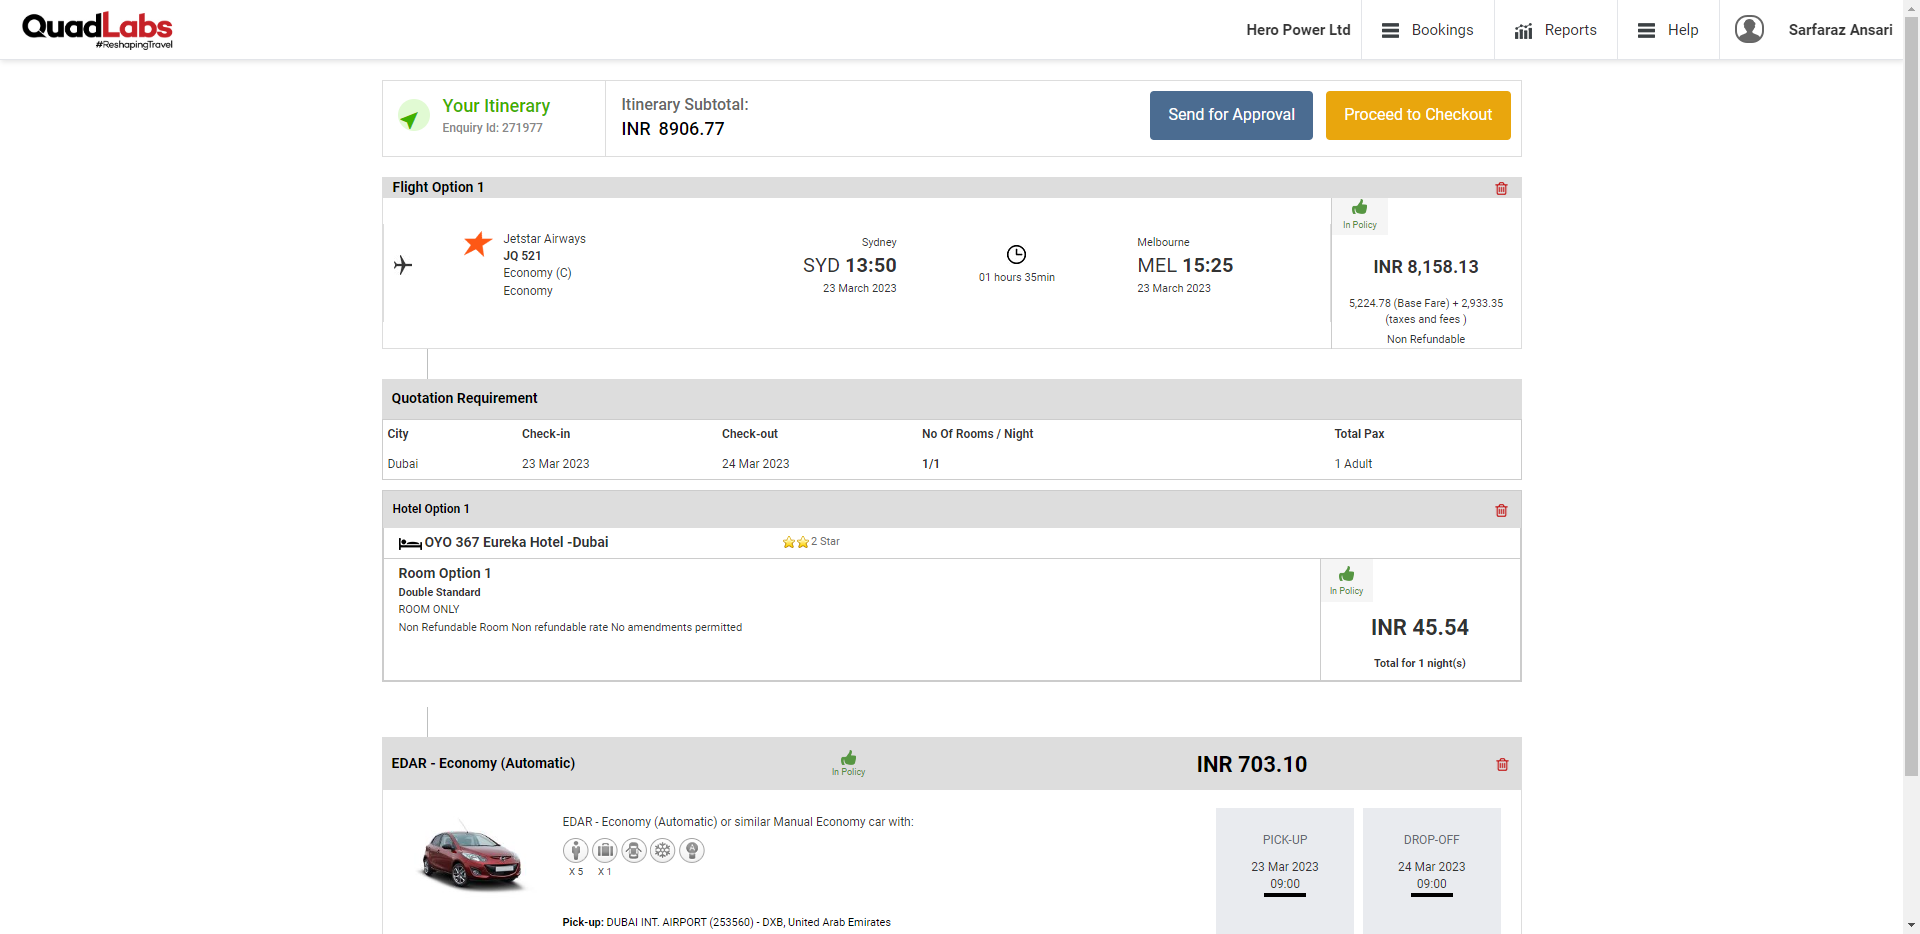 QuadLabs
#ReshapingTravel
Hero Power Ltd
Bookings
Reports
Help
Sarfaraz Ansari
Your Itinerary
Enquiry Id: 271977
Itinerary Subtotal:
INR 8906.77
Send for Approval
Proceed to Checkout
Flight Option 1
Jetstar Airways
JQ 521
Economy (C)
Economy
Sydney
SYD 13:50
23 March 2023
01 hours 35min
Melbourne
MEL 15:25
23 March 2023
In Policy
INR 8,158.13
5,224.78 (Base Fare) + 2,933.35
(taxes and fees )
Non Refundable
Quotation Requirement
City Check-in Check-out No Of Rooms / Night Total Pax
Dubai 23 Mar 2023 24 Mar 2023 1/1 1 Adult
Hotel Option 1
OYO 367 Eureka Hotel -Dubai
2 Star
Room Option 1
Double Standard
ROOM ONLY
Non Refundable Room Non refundable rate No amendments permitted
In Policy
INR 45.54
Total for 1 night(s)
EDAR - Economy (Automatic)
In Policy
INR 703.10
EDAR - Economy (Automatic) or similar Manual Economy car with:
A
X 5 X 1
Pick-up: DUBAI INT. AIRPORT (253560) - DXB, United Arab Emirates
PICK-UP
23 Mar 2023
09:00
DROP-OFF
24 Mar 2023
09:00